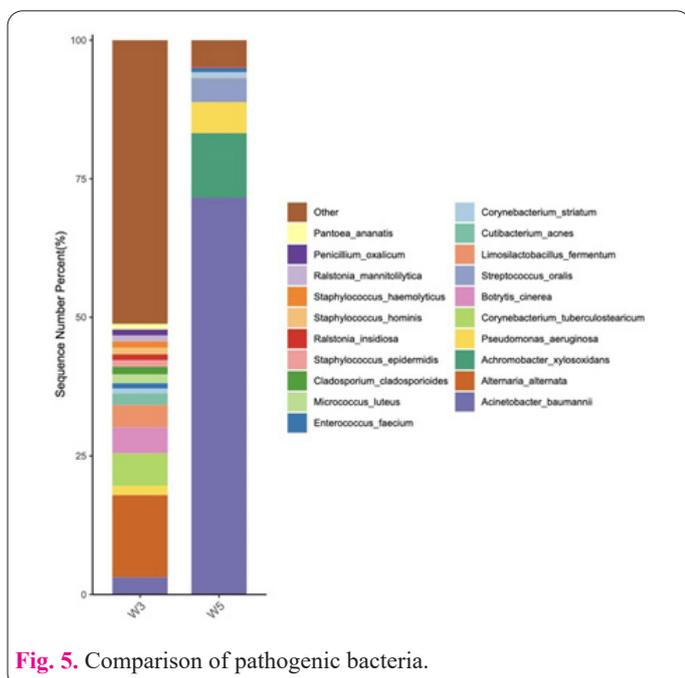 100
75
50
25
0
Sequence Number Percent(%)
W3
W5
Other
Pantoea_ananatis
Penicillium_oxalicum
Ralstonia_mannitolilytica
Staphylococcus_haemolyticus
Staphylococcus_hominis
Ralstonia_insidiosa
Staphylococcus_epidermidis
Cladosporium_cladosporioides
Micrococcus_luteus
Enterococcus_faecium
Corynebacterium_striatum
Cutibacterium_acnes
Limosilactobacillus_fermentum
Streptococcus_oralis
Botrytis_cinerea
Corynebacterium_tuberculostearicum
Pseudomonas_aeruginosa
Achromobacter_xylosoxidans
Alternaria_alternata
Acinetobacter_baumannii
Fig. 5. Comparison of pathogenic bacteria.